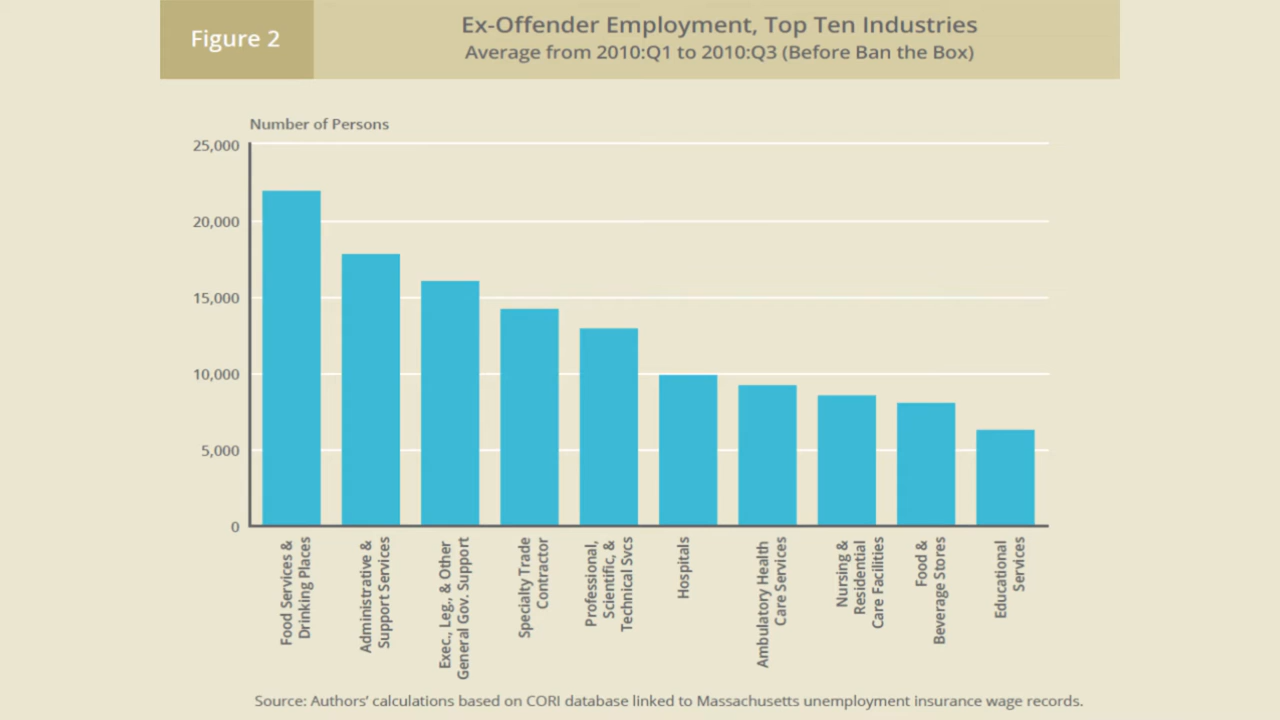 Figure 2
Ex-Offender Employment, Top Ten Industries
Average from 2010:Q1 to 2010:Q3 (Before Ban the Box)
Number of Persons
25,000
20,000
15,000
10,000
5,000
0
Food Services &
Drinking Places
Administrative &
Support Services
Exec., Leg., & Other
General Gov. Support
Specialty Trade
Contractor
Professional,
Scientific, &
Technical Svcs
Hospitals
Ambulatory Health
Care Services
Nursing &
Residential
Care Facilities
Food &
Beverage Stores
Educational
Services
Source: Authors’ calculations based on CORI database linked to Massachusetts unemployment insurance wage records.